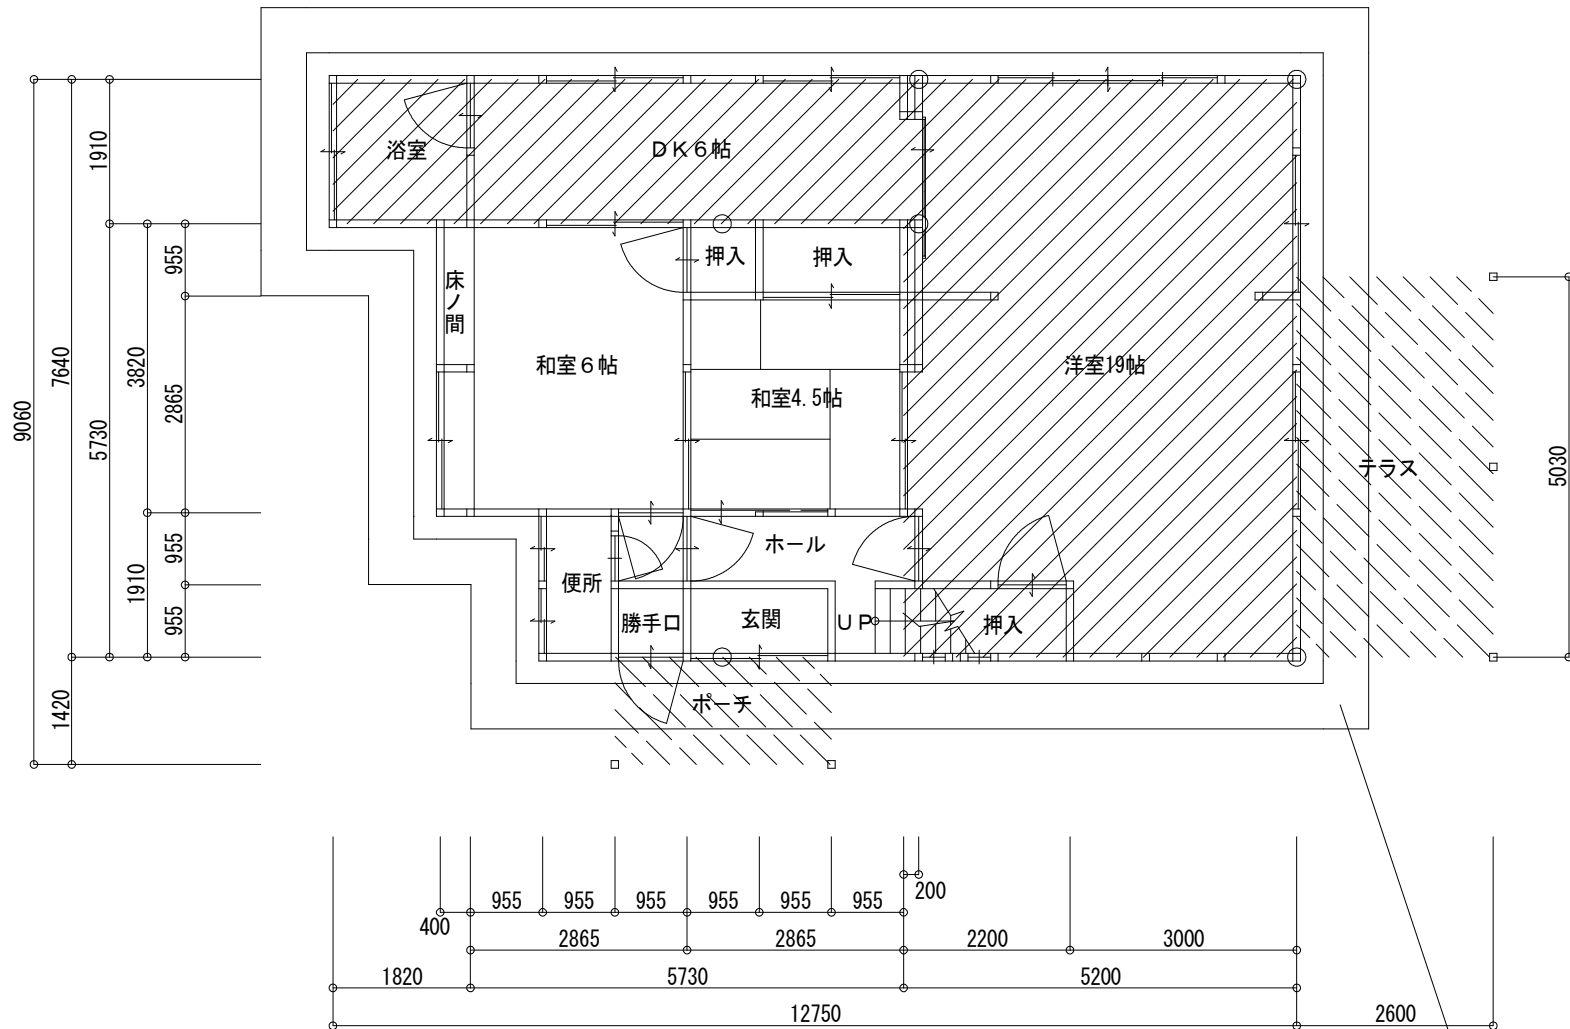 浴室
DK6帖
1910
955
押入
押入
床ノ間
和室6帖
和室4.5帖
洋室19帖
テラス
5030
9060
7640
5730
3820
2865
955
1910
955
1420
ホール
便所
勝手口
玄関
UP
押入
ポーチ
200
400
955
955
955
955
955
955
2865
2865
2200
3000
1820
5730
5200
12750
2600